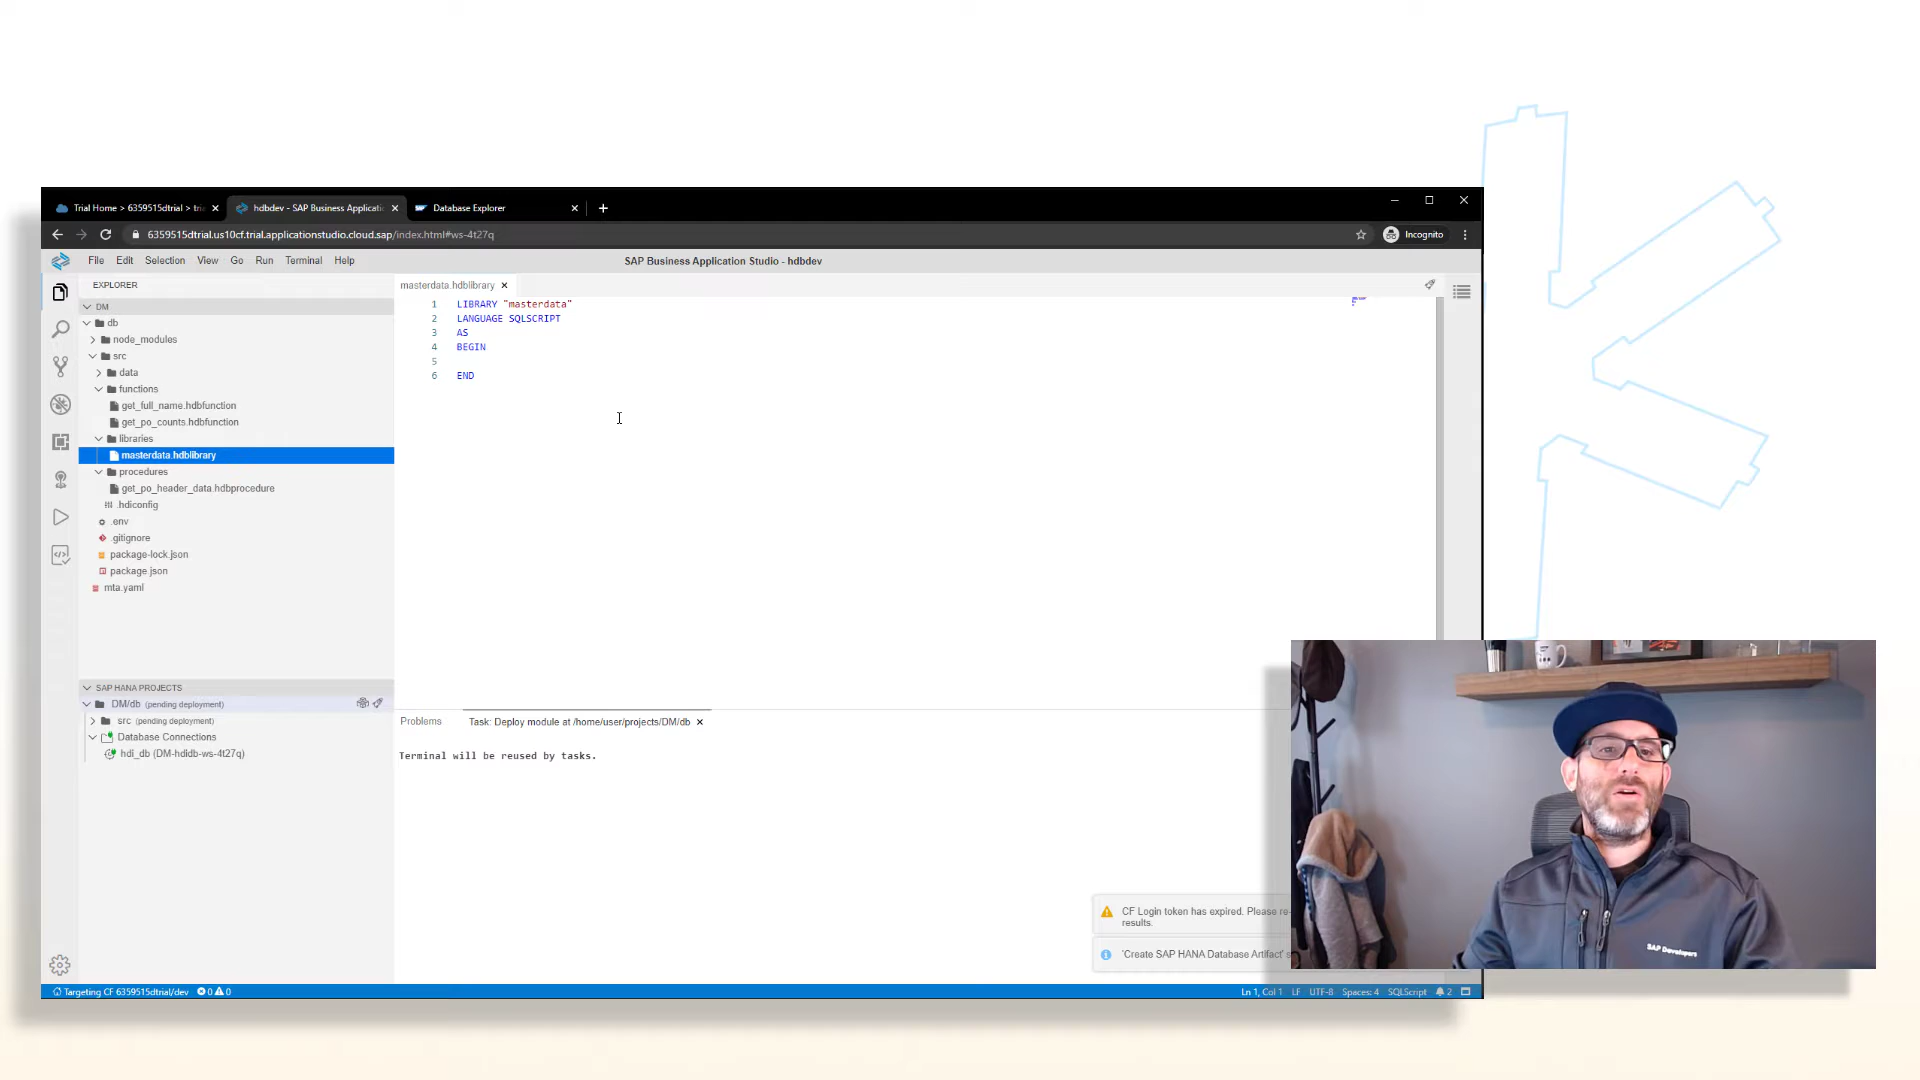 Trial Home > 6359515dtrial > tri
hdbdev - SAP Business Applicati
Database Explorer
6359515dtrial.us10cf.trial.applicationstudio.cloud.sap/index.html#ws-4t27q
Incognito
File Edit Selection View Go Run Terminal Help
SAP Business Application Studio - hdbdev
EXPLORER
DM
db
node_modules
src
data
functions
get_full_name.hdbfunction
get_po_counts.hdbfunction
libraries
masterdata.hdblibrary
procedures
get_po_header_data.hdbprocedure
.hdiconfig
.env
.gitignore
package-lock.json
package.json
mta.yaml
SAP HANA PROJECTS
DM/db (pending deployment)
src (pending deployment)
Database Connections
hdi_db (DM-hdidb-ws-4t27q)
masterdata.hdblibrary
1 LIBRARY "masterdata"
2 LANGUAGE SQLSCRIPT
3 AS
4 BEGIN
5
6 END
Problems
Task: Deploy module at /home/user/projects/DM/db
Terminal will be reused by tasks.
CF Login token has expired. Please re-
results.
'Create SAP HANA Database Artifact' s
SAP Developers
Targeting CF 6359515dtrial/dev
0 0
Ln 1, Col 1 LF UTF-8 Spaces: 4 SQLScript 2